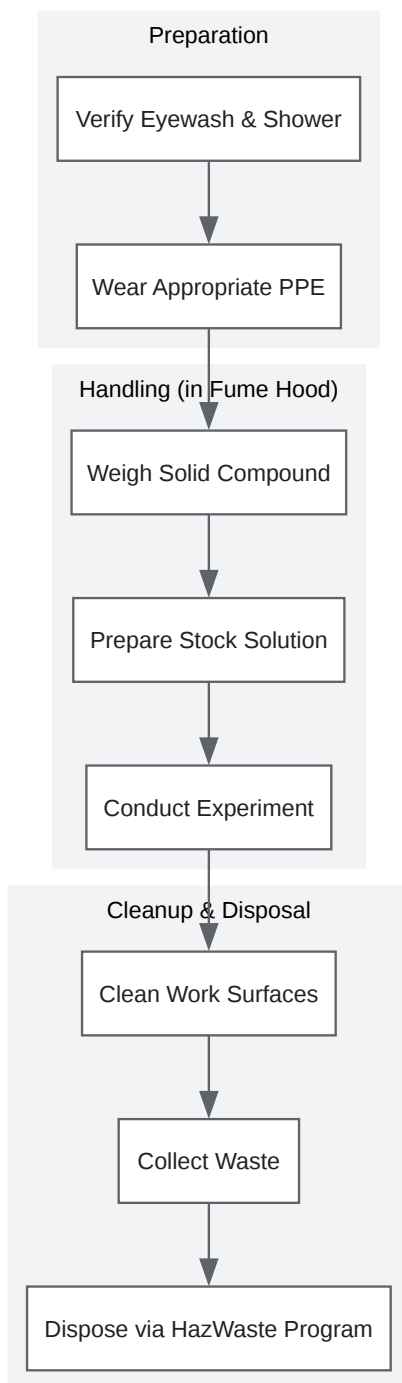 Preparation
Verify Eyewash & Shower
Wear Appropriate PPE
Handling (in Fume Hood)
Weigh Solid Compound
Prepare Stock Solution
Conduct Experiment
Cleanup & Disposal
Clean Work Surfaces
Collect Waste
Dispose via HazWaste Program